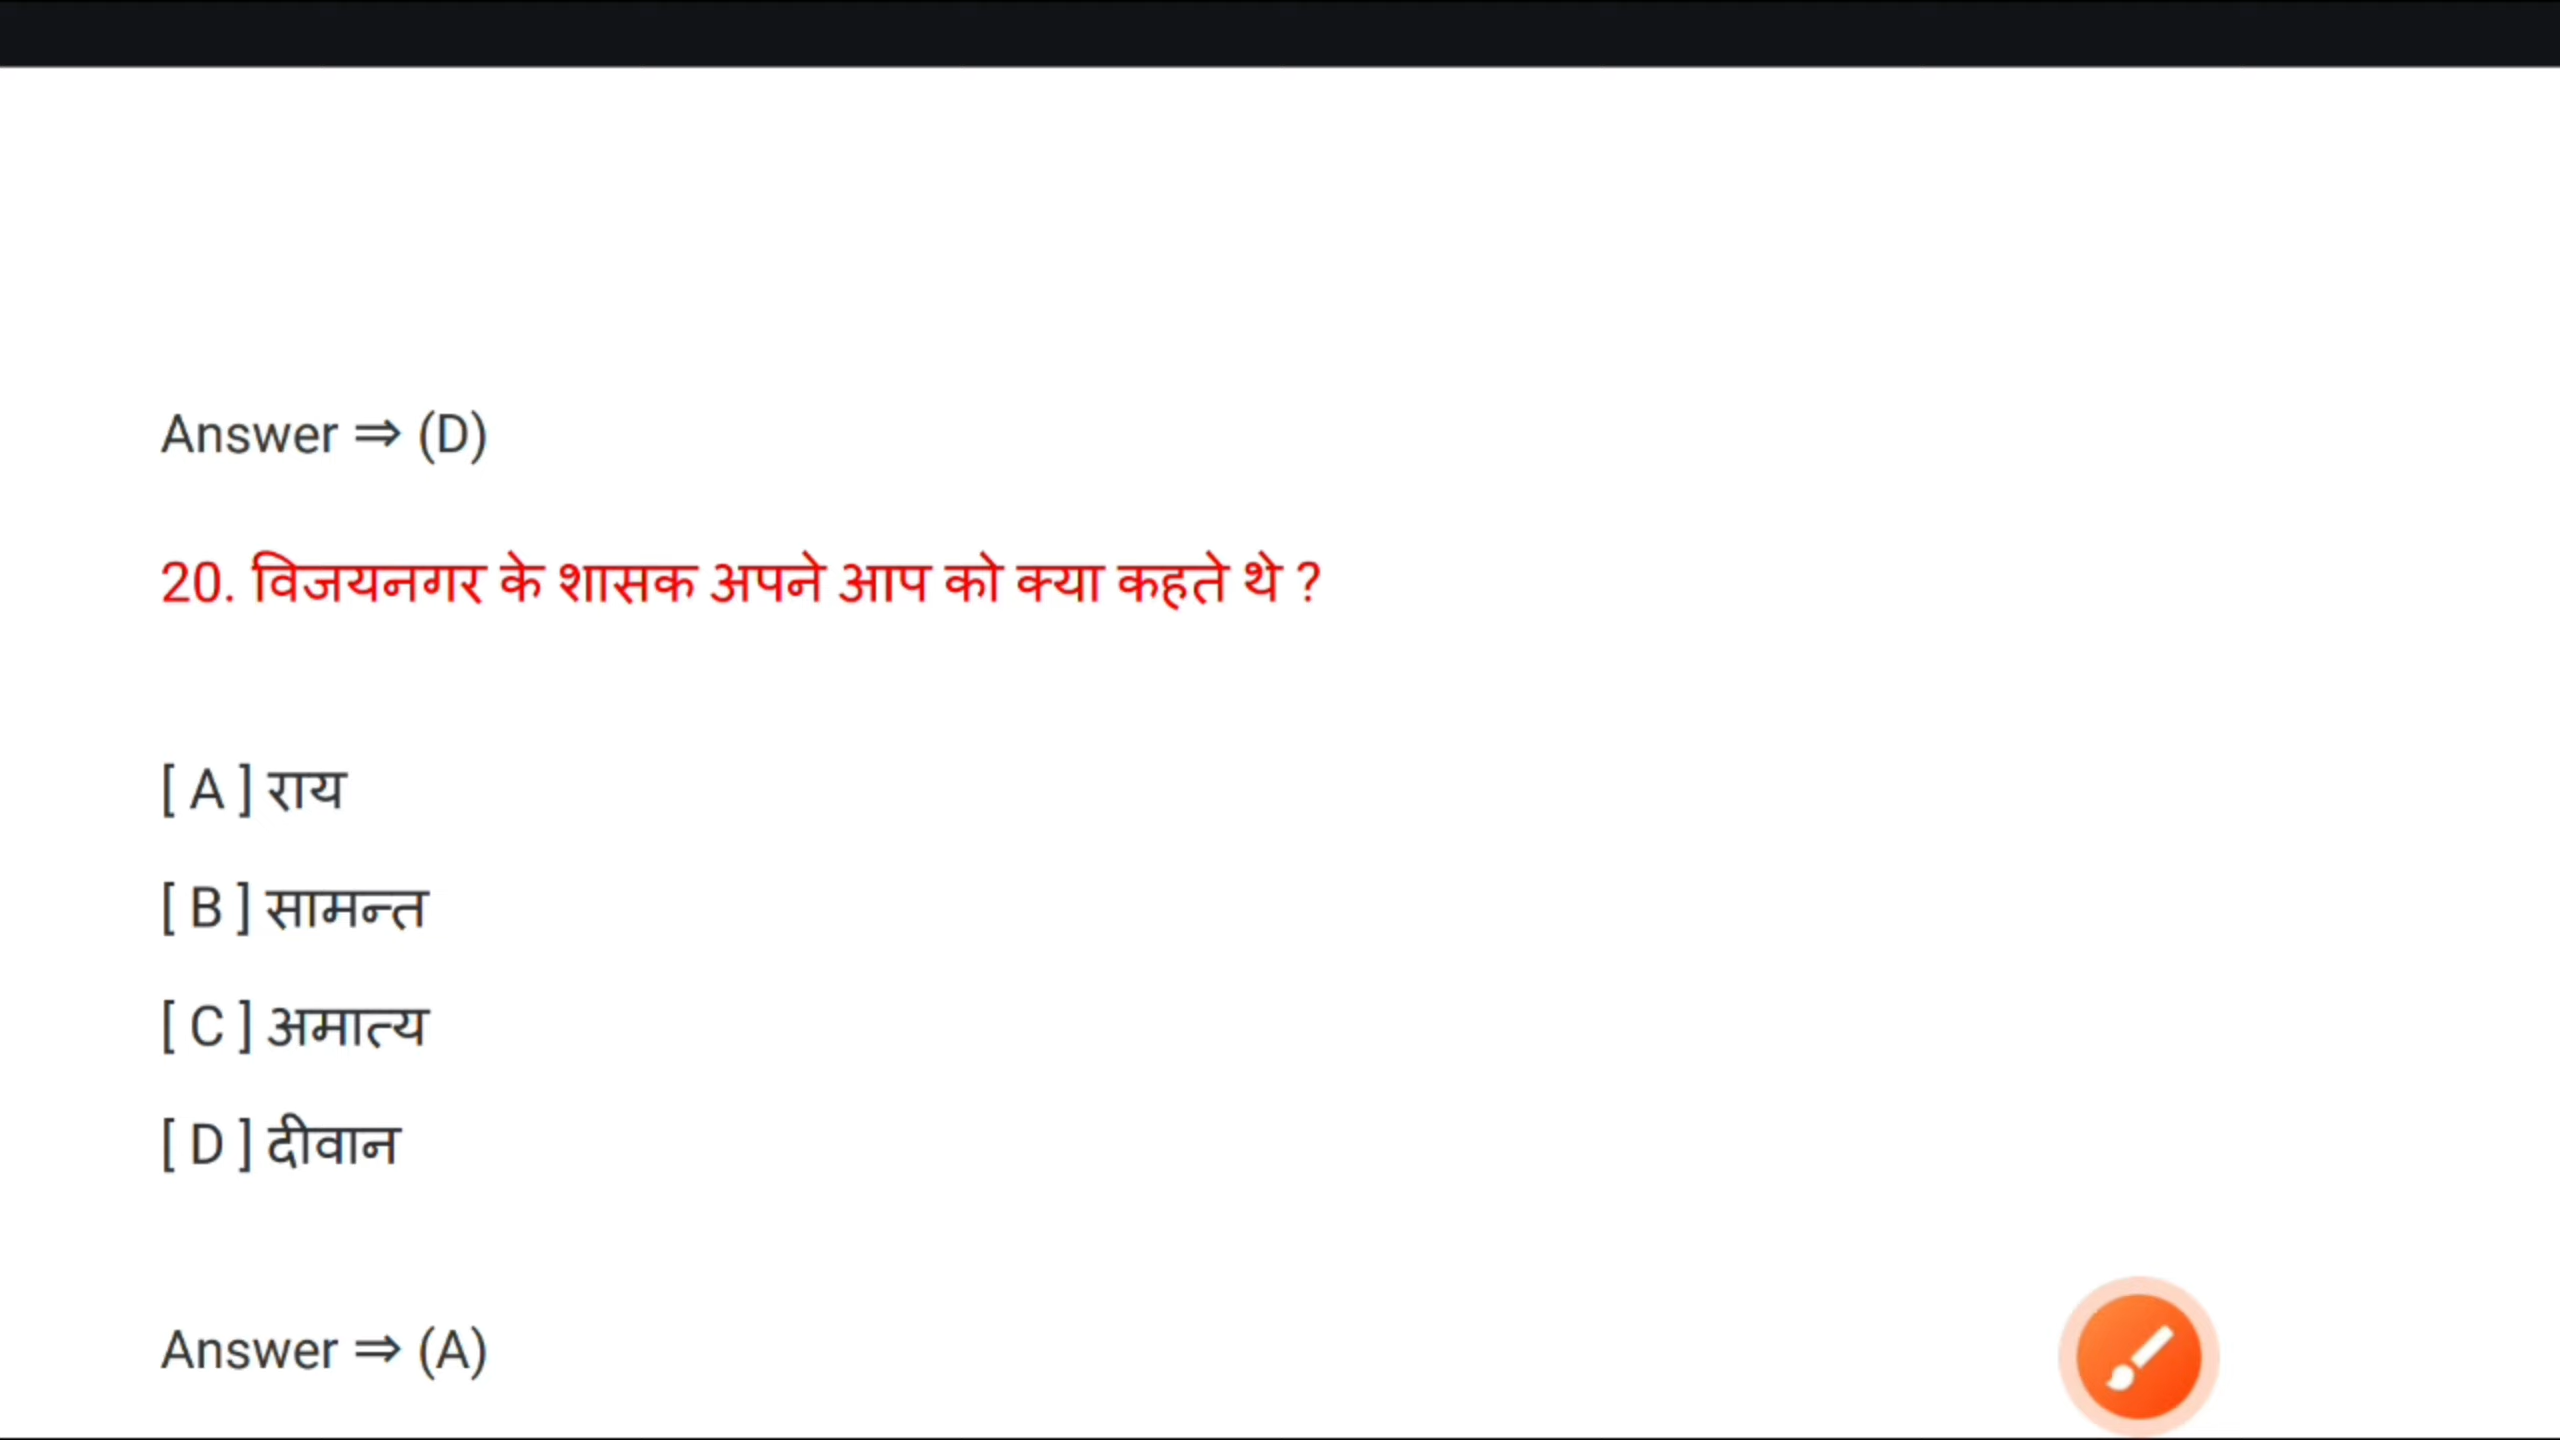 Answer ⇒ (D)
20. विजयनगर के शासक अपने आप को क्या कहते थे ?
[ A ] राय
[ B ] सामन्त
[ C ] अमात्य
[ D ] दीवान
Answer ⇒ (A)